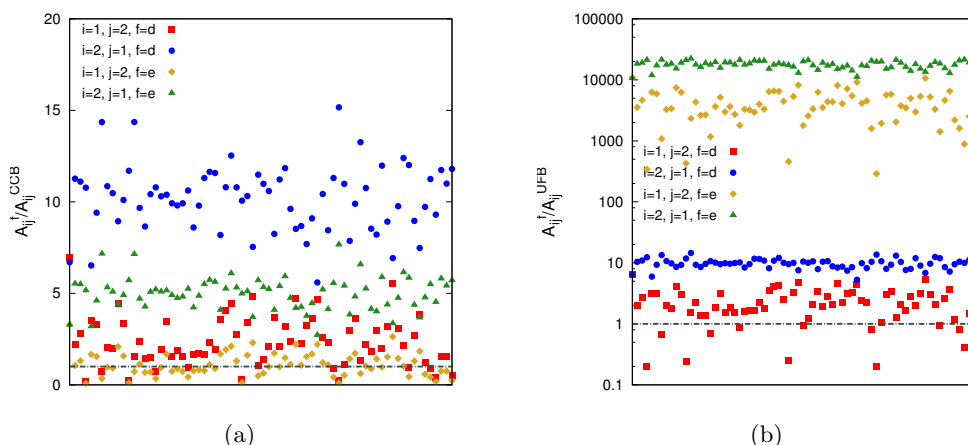 20
15
10
5
0
A_ij^f/A_ij^CCB
i=1, j=2, f=d
i=2, j=1, f=d
i=1, j=2, f=e
i=2, j=1, f=e
(a)
100000
10000
1000
100
10
1
0.1
A_ij^f/A_ij^UFB
i=1, j=2, f=d
i=2, j=1, f=d
i=1, j=2, f=e
i=2, j=1, f=e
(b)